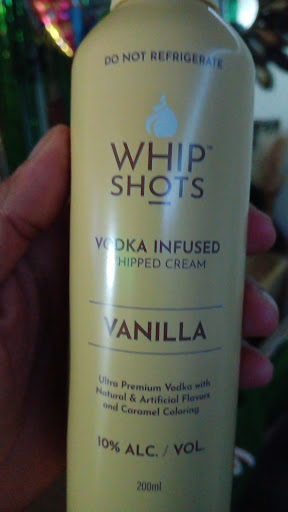 DO NOT REFRIGERATE
WHIP™
SHOTS
VODKA INFUSED
WHIPPED CREAM
VANILLA
Ultra Premium Vodka with
Natural & Artificial Flavors
and Caramel Coloring
10% ALC. / VOL.
200ml